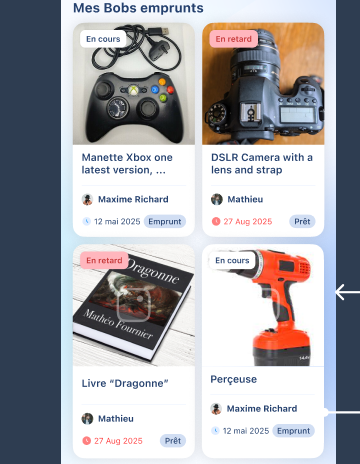 Mes Bobs emprunts
En cours
Manette Xbox one
latest version, ...
Maxime Richard
12 mai 2025 Emprunt
En retard
DSLR Camera with a
lens and strap
Mathieu
27 Aug 2025 Prêt
En retard
Dragonne
Mathéo Fournier
Livre “Dragonne”
Mathieu
27 Aug 2025 Prêt
En cours
Perçeuse
Maxime Richard
12 mai 2025 Emprunt